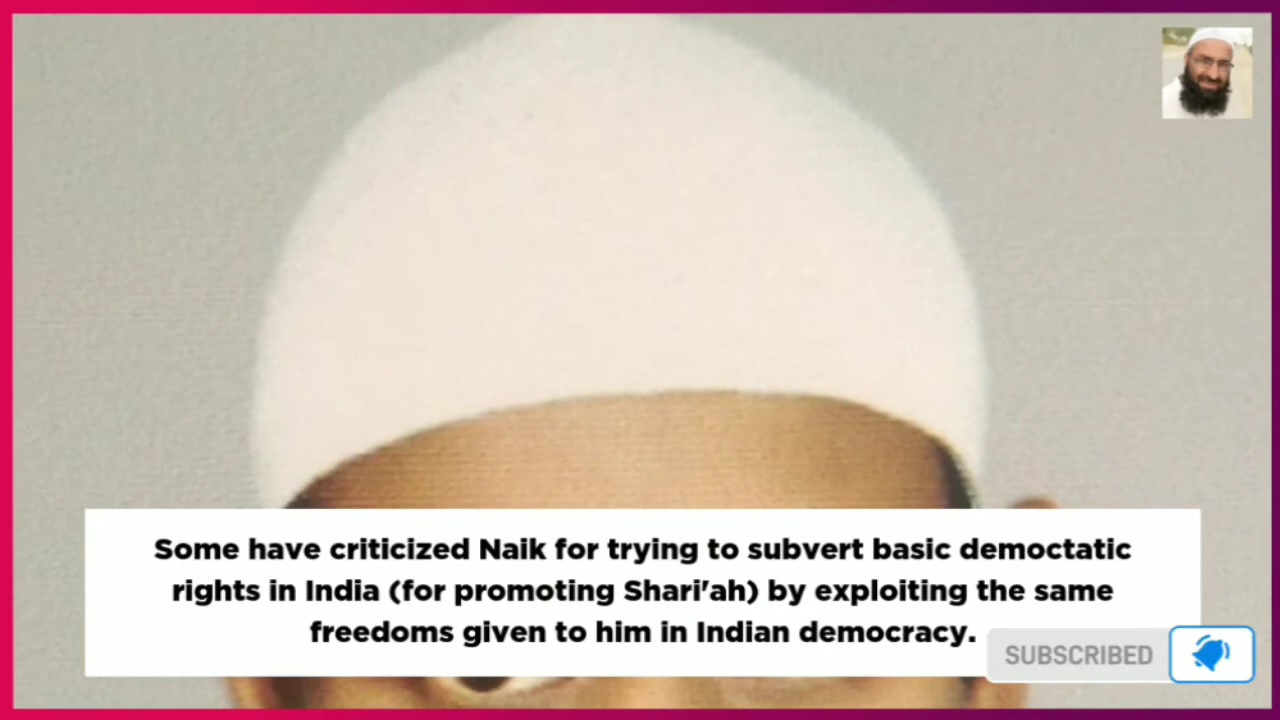 Some have criticized Naik for trying to subvert basic democtatic
rights in India (for promoting Shari'ah) by exploiting the same
freedoms given to him in Indian democracy.
SUBSCRIBED